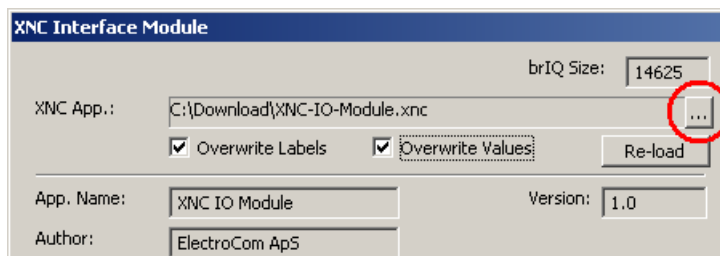 XNC Interface Module
brIQ Size: 14625
XNC App.: C:\Download\XNC-IO-Module.xnc ...
Overwrite Labels Overwrite Values Re-load
App. Name: XNC IO Module Version: 1.0
Author: ElectroCom ApS